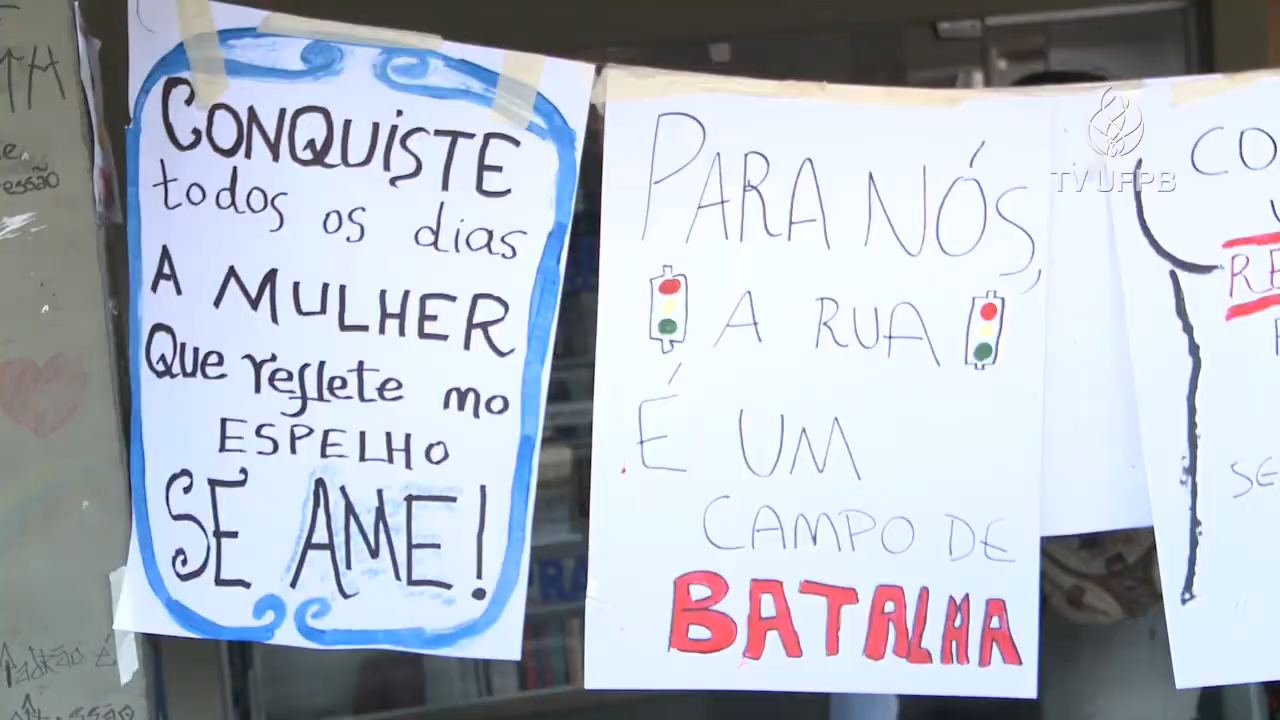 CONQUISTE
todos os dias
A MULHER
Que reflete mo
ESPELHO
SE AME!
PARA NÓS,
A RUA
É UM
CAMPO DE
BATALHA
TV UFPB